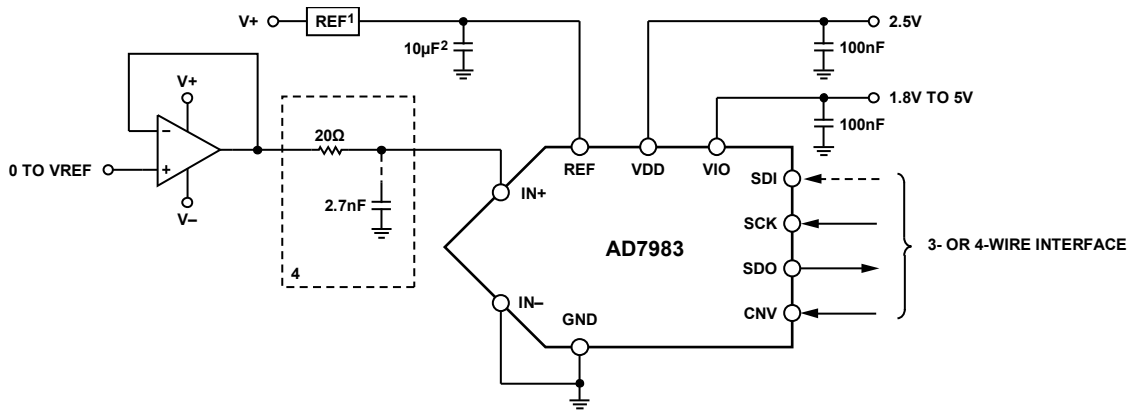 V+
REF1
10µF2
100nF
2.5V
1.8V TO 5V
100nF
V+
–
+
0 TO VREF
V–
20Ω
2.7nF
4
REF
VDD
VIO
IN+
IN–
GND
AD7983
SDI
SCK
SDO
CNV
3- OR 4-WIRE INTERFACE